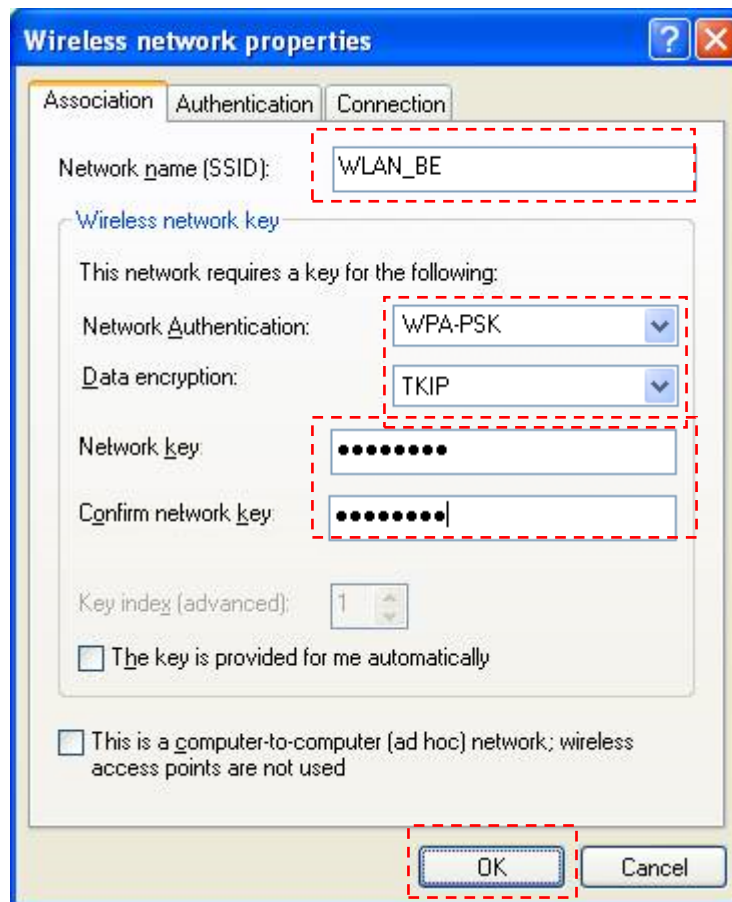 Wireless network properties
Association Authentication Connection
Network name (SSID): WLAN_BE
Wireless network key
This network requires a key for the following:
Network Authentication: WPA-PSK
Data encryption: TKIP
Network key: ●●●●●●●●
Confirm network key: ●●●●●●●●
Key index (advanced): 1
The key is provided for me automatically
This is a computer-to-computer (ad hoc) network; wireless
access points are not used
OK Cancel